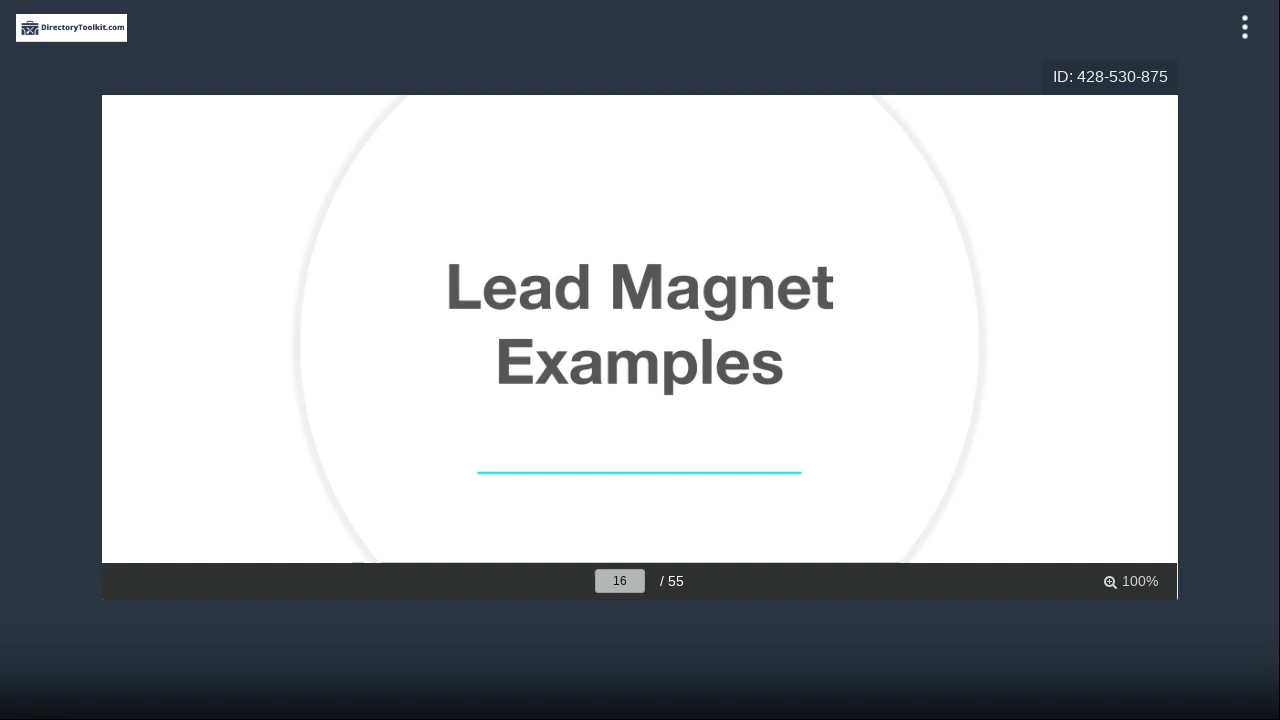 DirectoryToolkit.com
ID: 428-530-875
Lead Magnet
Examples
16 / 55
100%